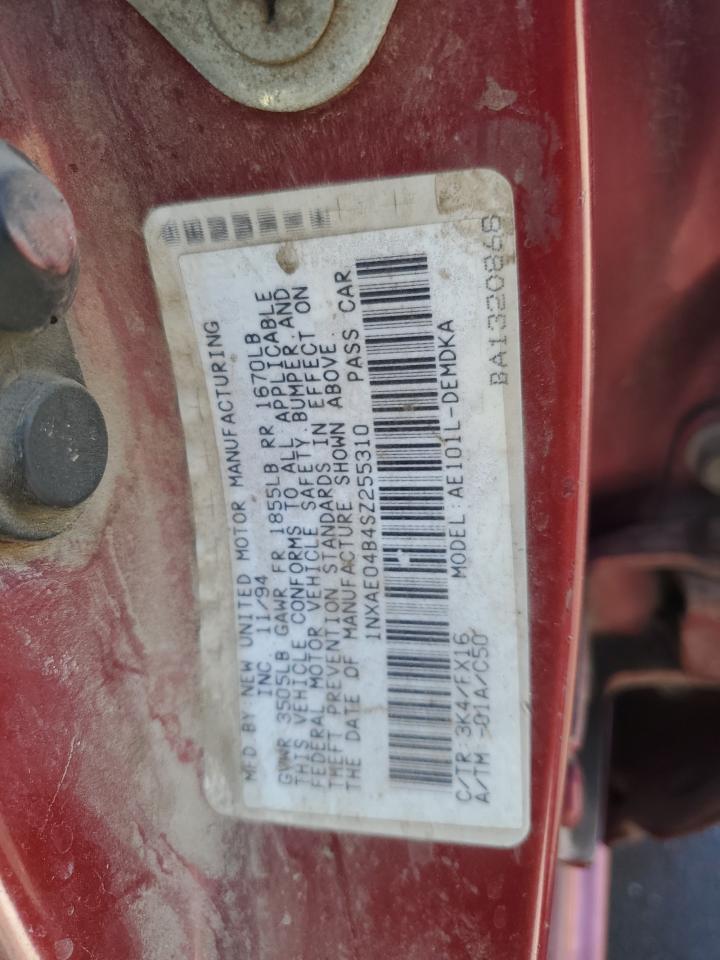 MFD BY NEW UNITED MOTOR MANUFACTURING
INC 11/94
GVWR 3505LB GAWR FR 1855LB RR 1670LB
THIS VEHICLE CONFORMS TO ALL APPLICABLE
FEDERAL MOTOR VEHICLE SAFETY BUMPER AND
THEFT PREVENTION STANDARDS IN EFFECT ON
THE DATE OF MANUFACTURE SHOWN ABOVE
1NXAE04B4SZ255310 PASS CAR
MODEL: AE101L-DEMDKA
C/TR: 3K4/FX16
A/TM -01A/C50
BA1320868